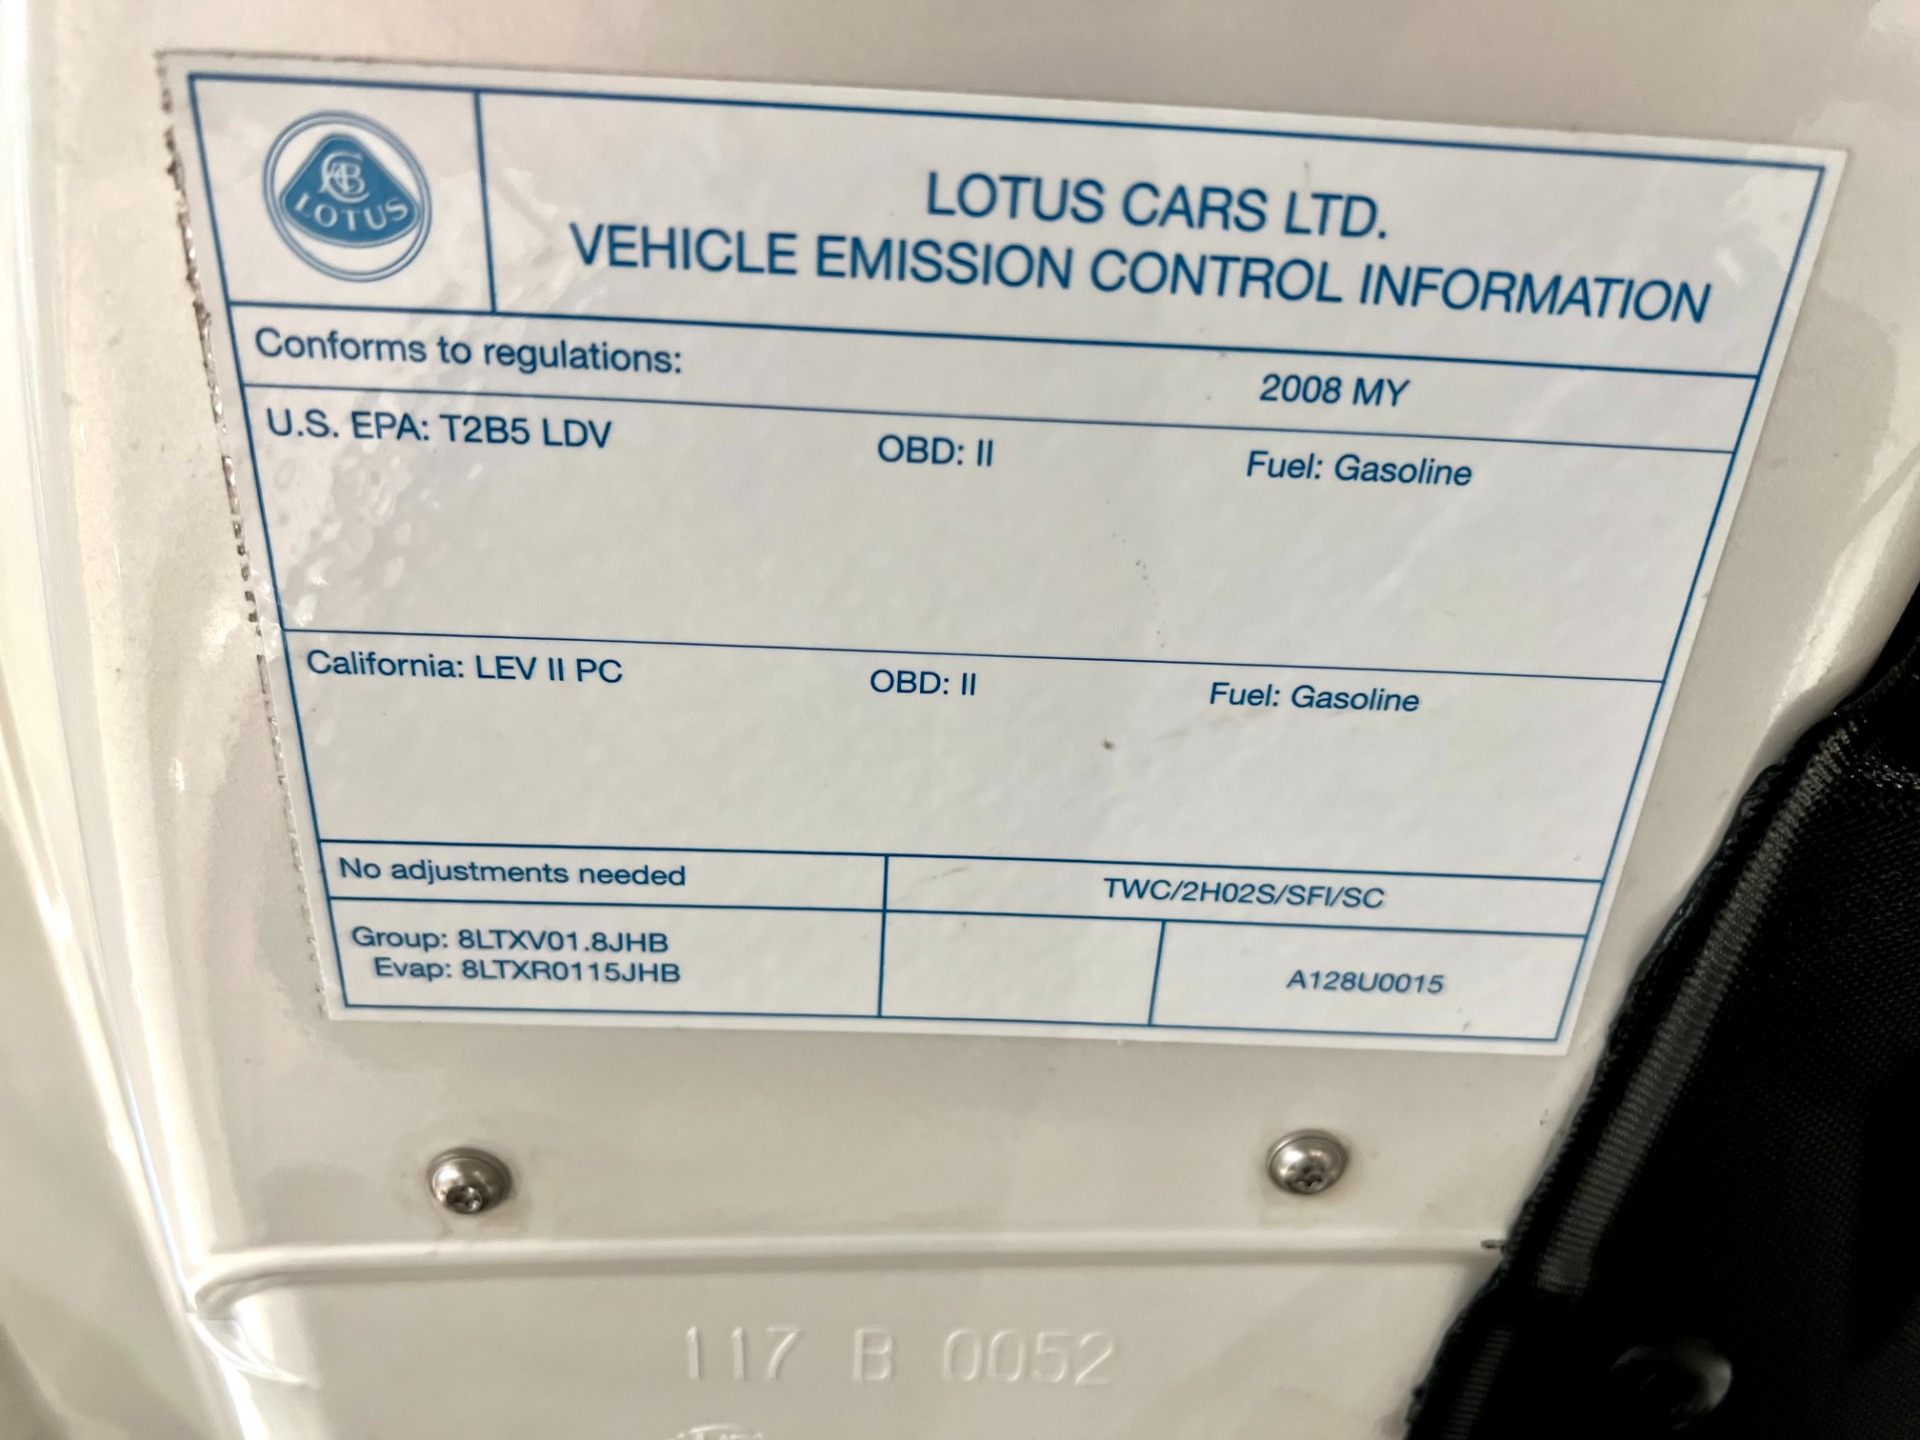 LOTUS
LOTUS CARS LTD.
VEHICLE EMISSION CONTROL INFORMATION
Conforms to regulations: 2008 MY
U.S. EPA: T2B5 LDV OBD: II Fuel: Gasoline
California: LEV II PC OBD: II Fuel: Gasoline
No adjustments needed TWC/2H02S/SFI/SC
Group: 8LTXV01.8JHB
Evap: 8LTXR0115JHB
A128U0015
117 B 0052